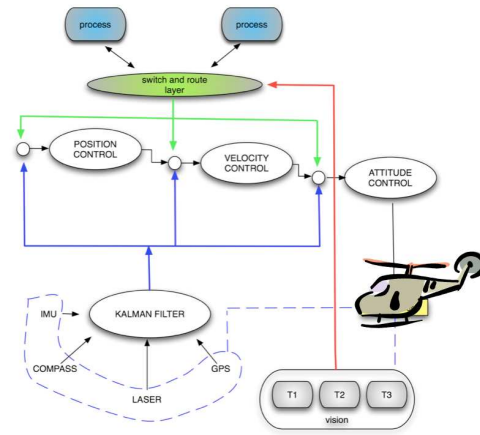 process
process
switch and route
layer
POSITION
CONTROL
VELOCITY
CONTROL
ATTITUDE
CONTROL
IMU
KALMAN FILTER
COMPASS
GPS
LASER
T1
T2
T3
vision